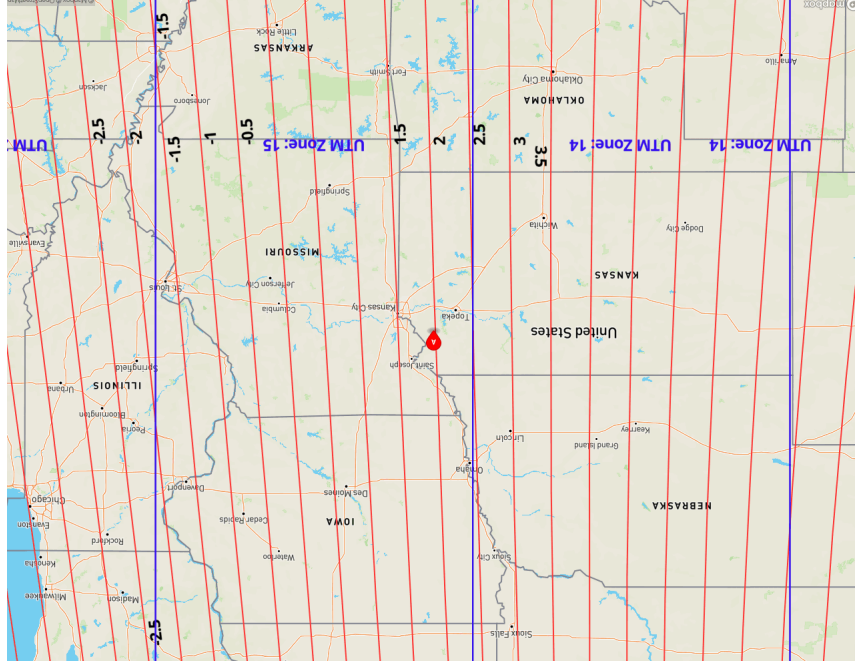 © Mapbox © OpenStreetMap
mapbox
-1.5
Little Rock
ARKANSAS
Fort Smith
Amarillo
Oklahoma City
OKLAHOMA
Jackson
Jonesboro
-2.5
-2
-1.5
-1
-0.5
1.5
2
2.5
3
3.5
UTM
UTM Zone: 15
UTM Zone: 14
UTM Zone: 14
Springfield
Evansville
Wichita
Dodge City
MISSOURI
KANSAS
St. Louis
Jefferson City
Columbia
Kansas City
Topeka
United States
Saint Joseph
Springfield
Urbana
ILLINOIS
Bloomington
Peoria
Lincoln
Grand Island
Kearney
Omaha
Davenport
Des Moines
Chicago
Evanston
Cedar Rapids
IOWA
NEBRASKA
Rockford
Waterloo
Sioux City
Kenosha
Milwaukee
Madison
-2.5
Sioux Falls